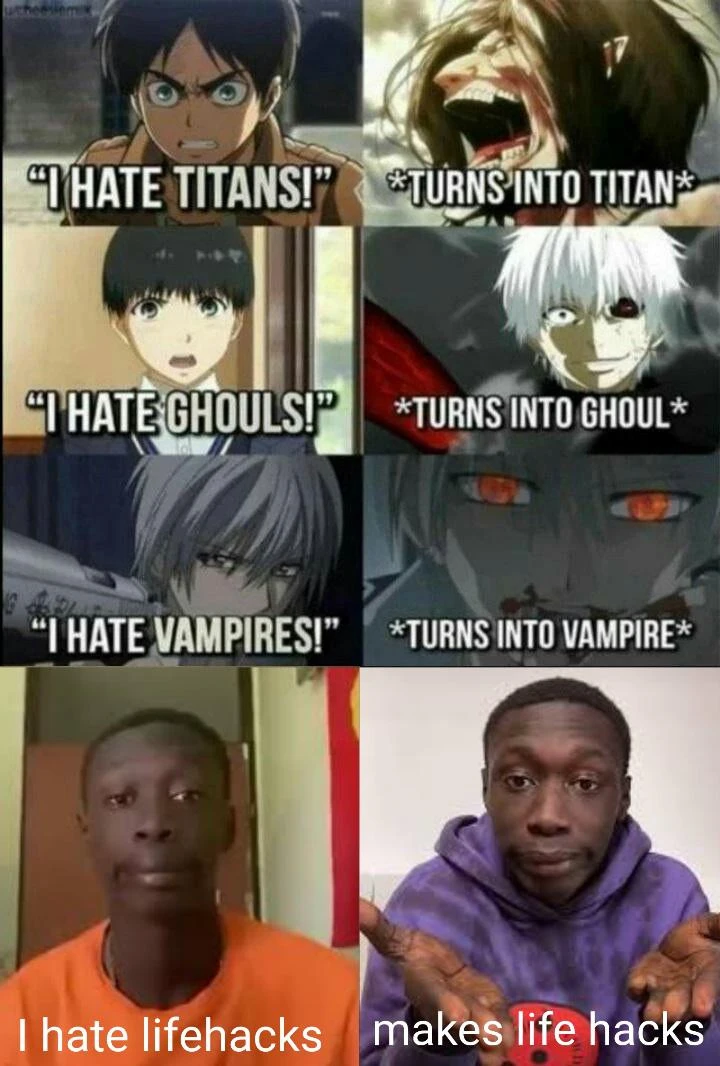 "I HATE TITANS!"
*TURNS INTO TITAN*
"I HATE GHOULS!"
*TURNS INTO GHOUL*
"I HATE VAMPIRES!"
*TURNS INTO VAMPIRE*
I hate lifehacks
makes life hacks